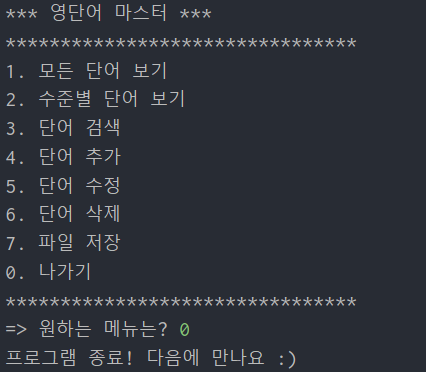 *** 영단어 마스터 ***
********************************
1. 모든 단어 보기
2. 수준별 단어 보기
3. 단어 검색
4. 단어 추가
5. 단어 수정
6. 단어 삭제
7. 파일 저장
0. 나가기
********************************
=> 원하는 메뉴는? 0
프로그램 종료! 다음에 만나요 :)